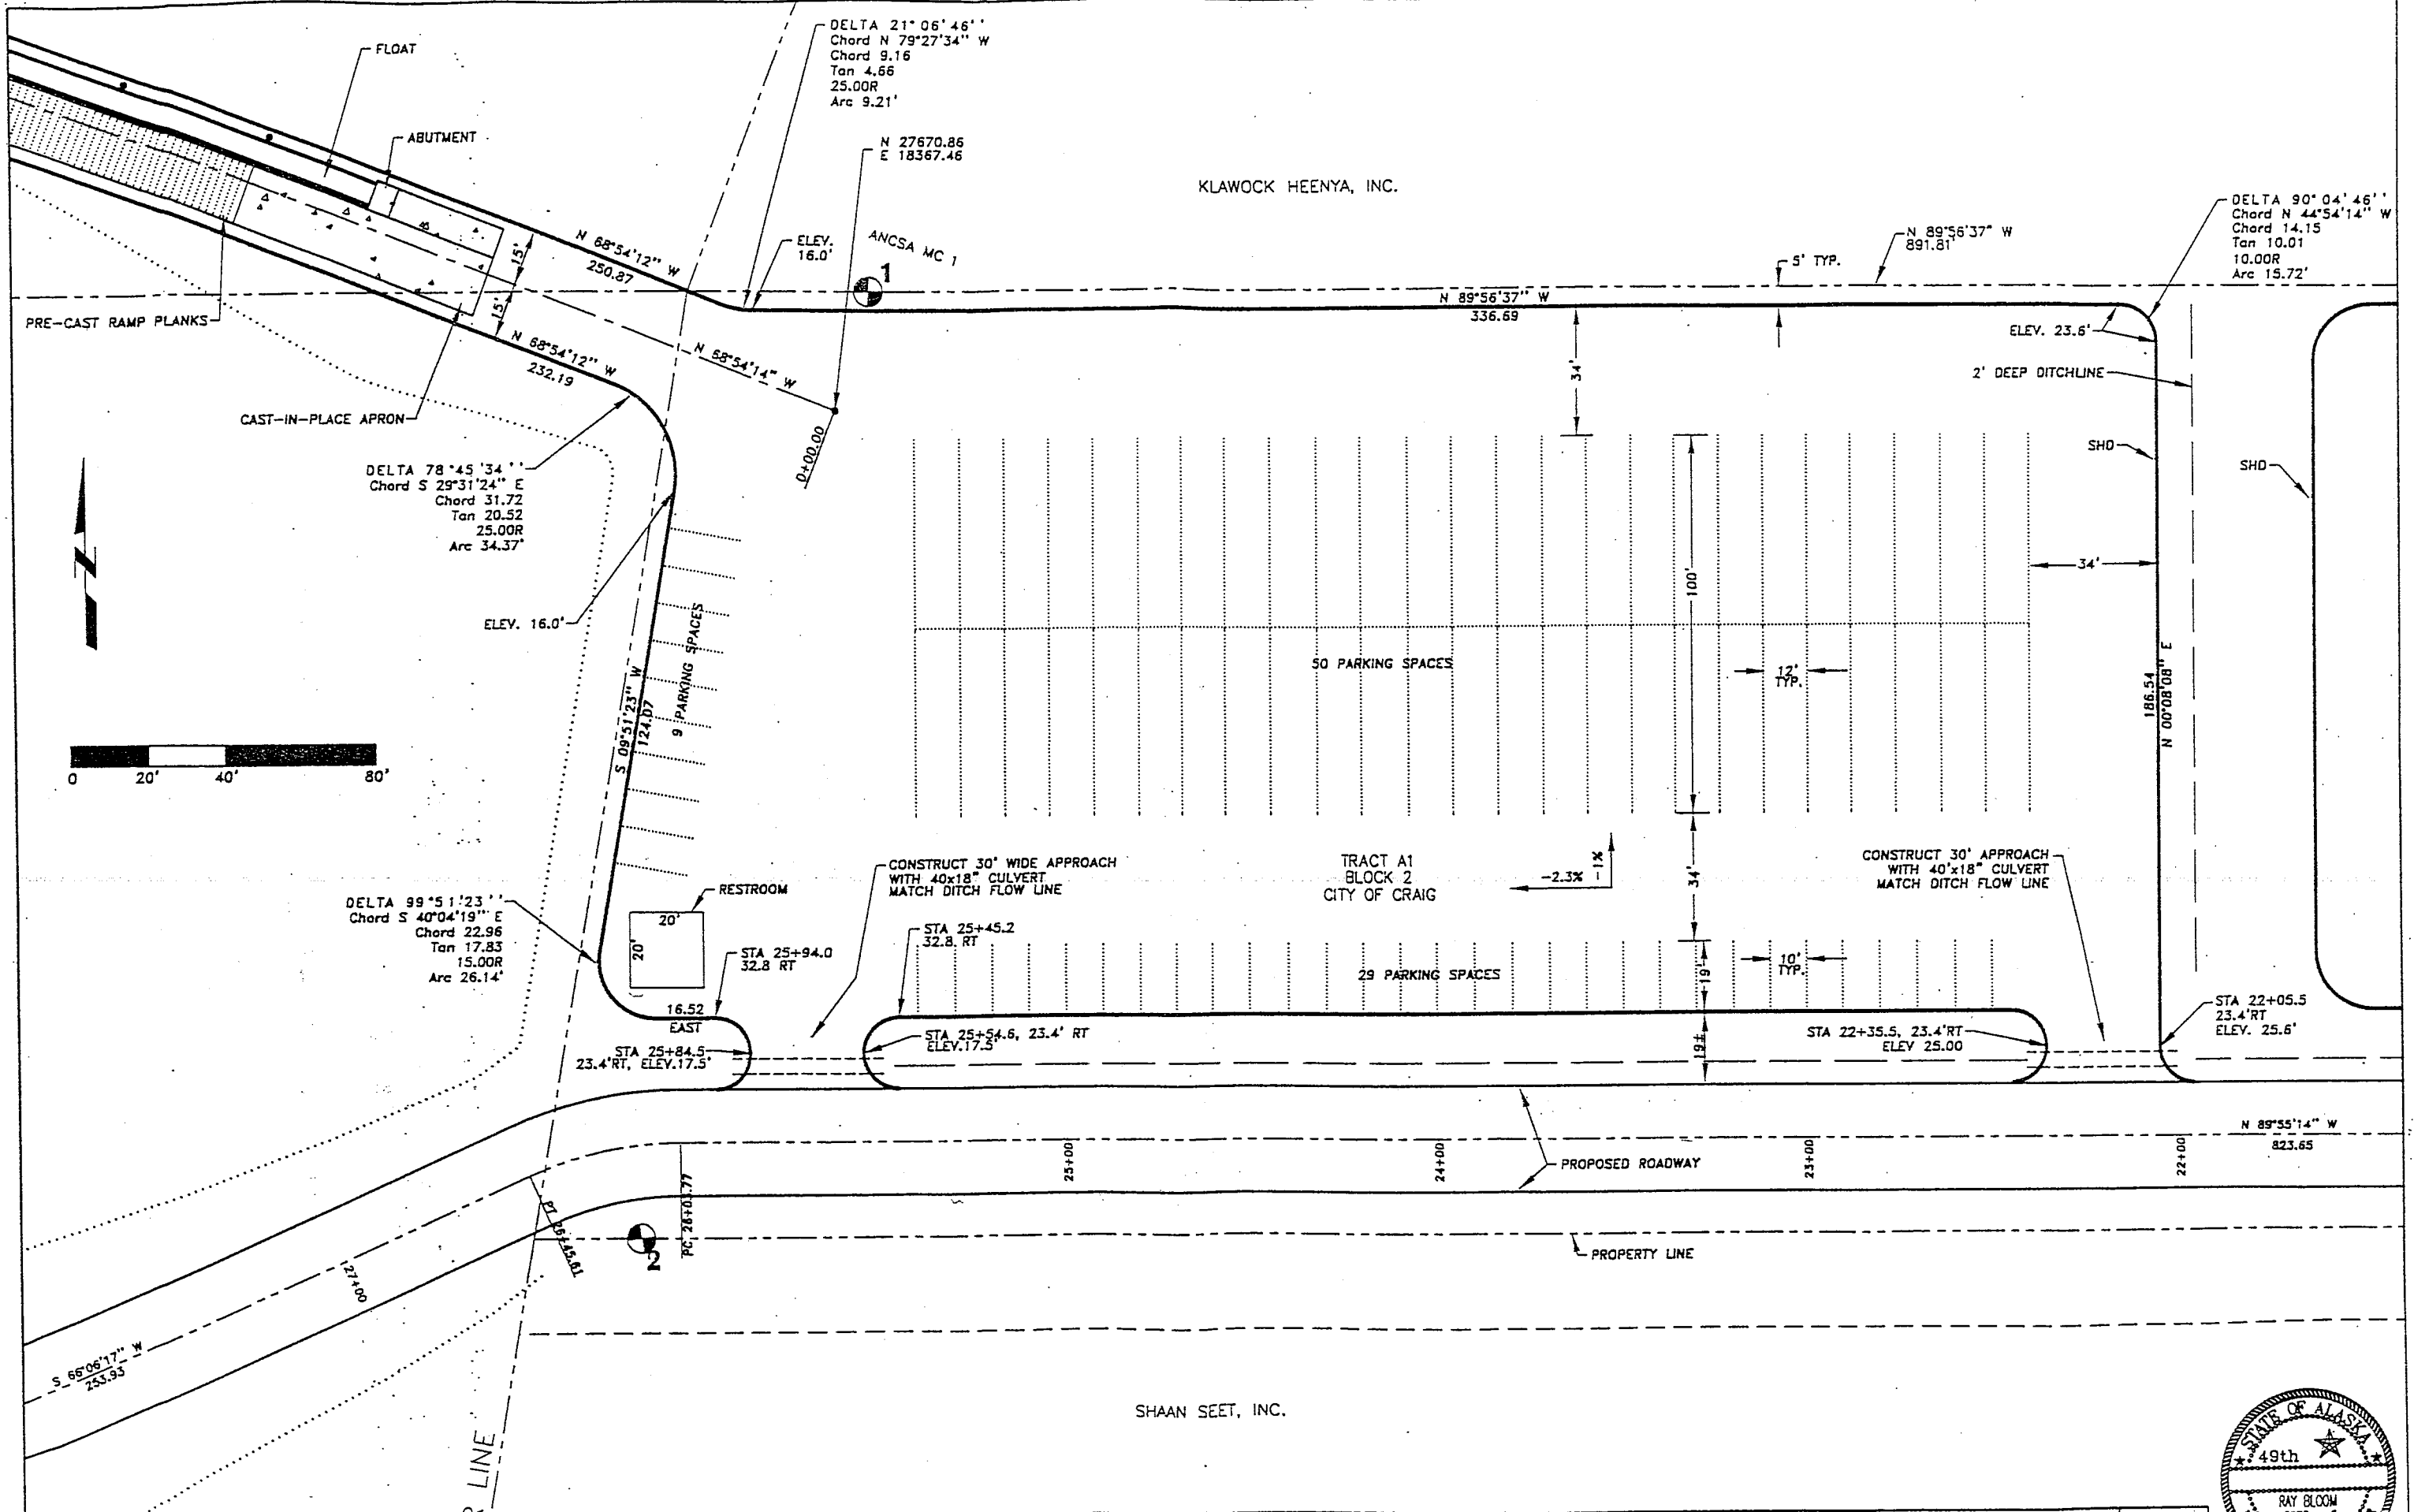 FLOAT
ABUTMENT
DELTA 21°06'46''
Chord N 79°27'34" W
Chord 9.16
Tan 4.66
25.00R
Arc 9.21'
N 27670.86
E 18367.46
KLAWOCK HEENYA, INC.
DELTA 90°04'46''
Chord N 44°54'14" W
Chord 14.15
Tan 10.01
10.00R
Arc 15.72'
N 89°56'37" W
891.81'
5' TYP.
ELEV.
16.0'
ANCSA MC 1
1
N 68°54'12" W
250.87
15'
15'
PRE-CAST RAMP PLANKS
N 68°54'12" W
232.19
N 68°54'14" W
N 89°56'37" W
336.69
ELEV. 23.6'
34'
2' DEEP DITCHLINE
CAST-IN-PLACE APRON
0+00.00
SHD
SHD
DELTA 78°45'34''
Chord S 29°31'24" E
Chord 31.72
Tan 20.52
25.00R
Arc 34.37'
34'
100'
ELEV. 16.0'
9 PARKING SPACES
S 09°51'23" W
124.07
50 PARKING SPACES
12'
TYP.
186.54
N 00°08'08" E
0 20' 40' 80'
CONSTRUCT 30' WIDE APPROACH
WITH 40x18" CULVERT
MATCH DITCH FLOW LINE
TRACT A1
BLOCK 2
CITY OF CRAIG
-2.3%
-1%
34'
CONSTRUCT 30' APPROACH
WITH 40'x18" CULVERT
MATCH DITCH FLOW LINE
RESTROOM
20'
20'
DELTA 99°51'23''
Chord S 40°04'19" E
Chord 22.96
Tan 17.83
15.00R
Arc 26.14'
STA 25+94.0
32.8 RT
STA 25+45.2
32.8 RT
29 PARKING SPACES
19'
10'
TYP.
16.52
EAST
STA 25+84.5
23.4'RT, ELEV.17.5'
STA 25+54.6, 23.4' RT
ELEV.17.5'
19±
STA 22+35.5, 23.4'RT
ELEV 25.00
STA 22+05.5
23.4'RT
ELEV. 25.6'
N 89°55'14" W
823.65
25+00
24+00
23+00
22+00
PROPOSED ROADWAY
PC 26+03.77
PT 26+45.61
2
PROPERTY LINE
27+00
S 66°06'17" W
253.93
SHAAN SEET, INC.
LINE
STATE OF ALASKA
49th
RAY BLOOM